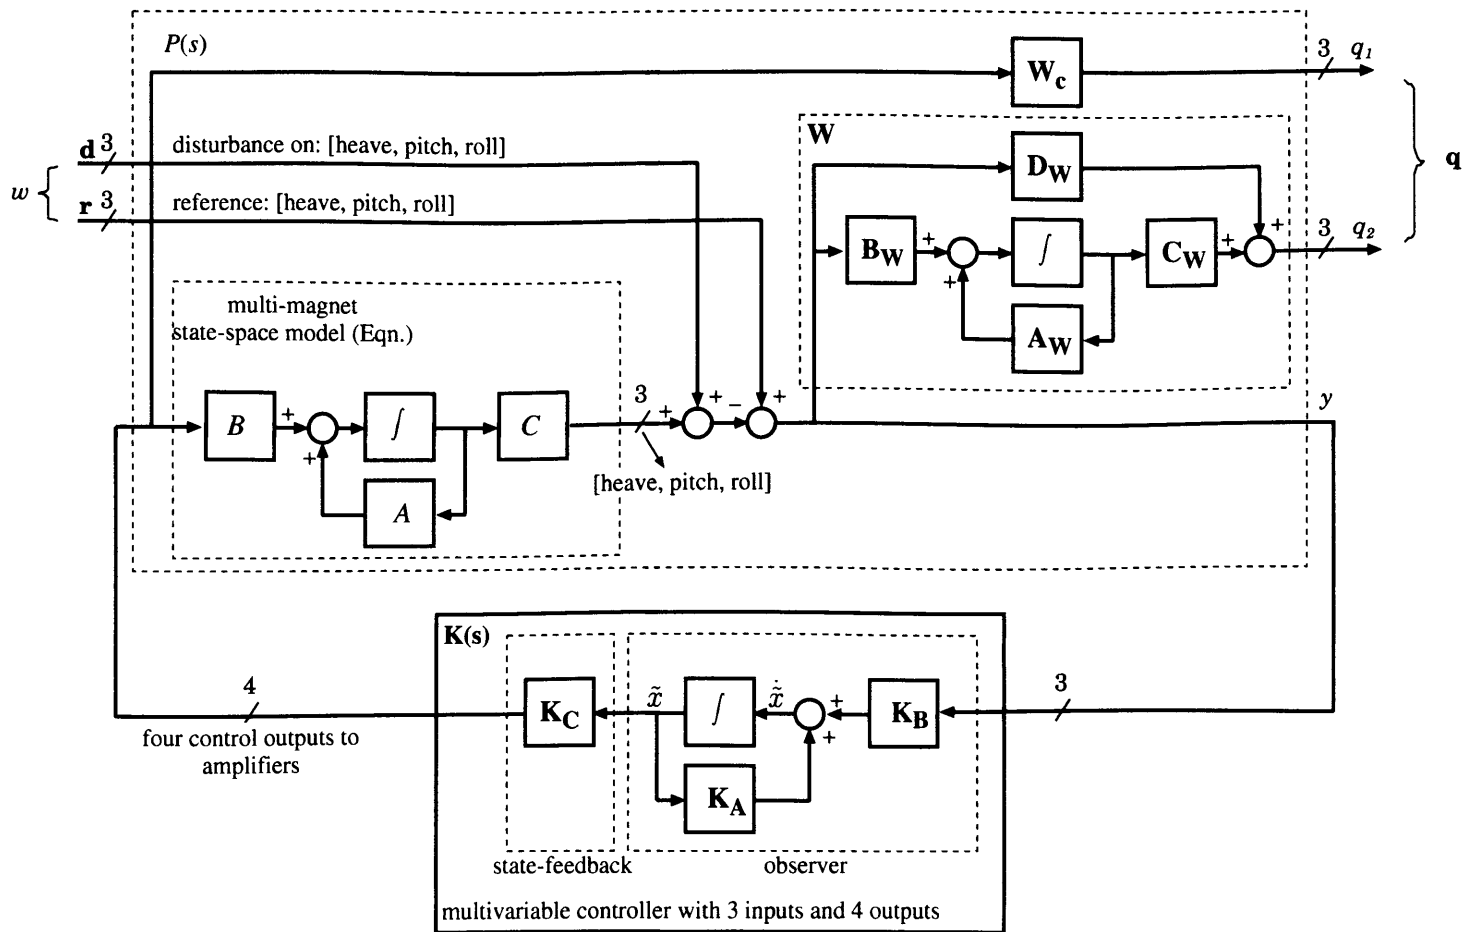 P(s)
W_c
3 q_1
d 3 disturbance on: [heave, pitch, roll]
W
D_W
w {
} q
r 3 reference: [heave, pitch, roll]
B_W + ∫ C_W + + 3 q_2
+
A_W
multi-magnet
state-space model (Eqn.)
B + ∫ C 3 + + − + y
+
A
[heave, pitch, roll]
K(s)
4
K_C x̃ ∫ x̃̇ + K_B 3
+
four control outputs to
amplifiers
K_A
state-feedback observer
multivariable controller with 3 inputs and 4 outputs